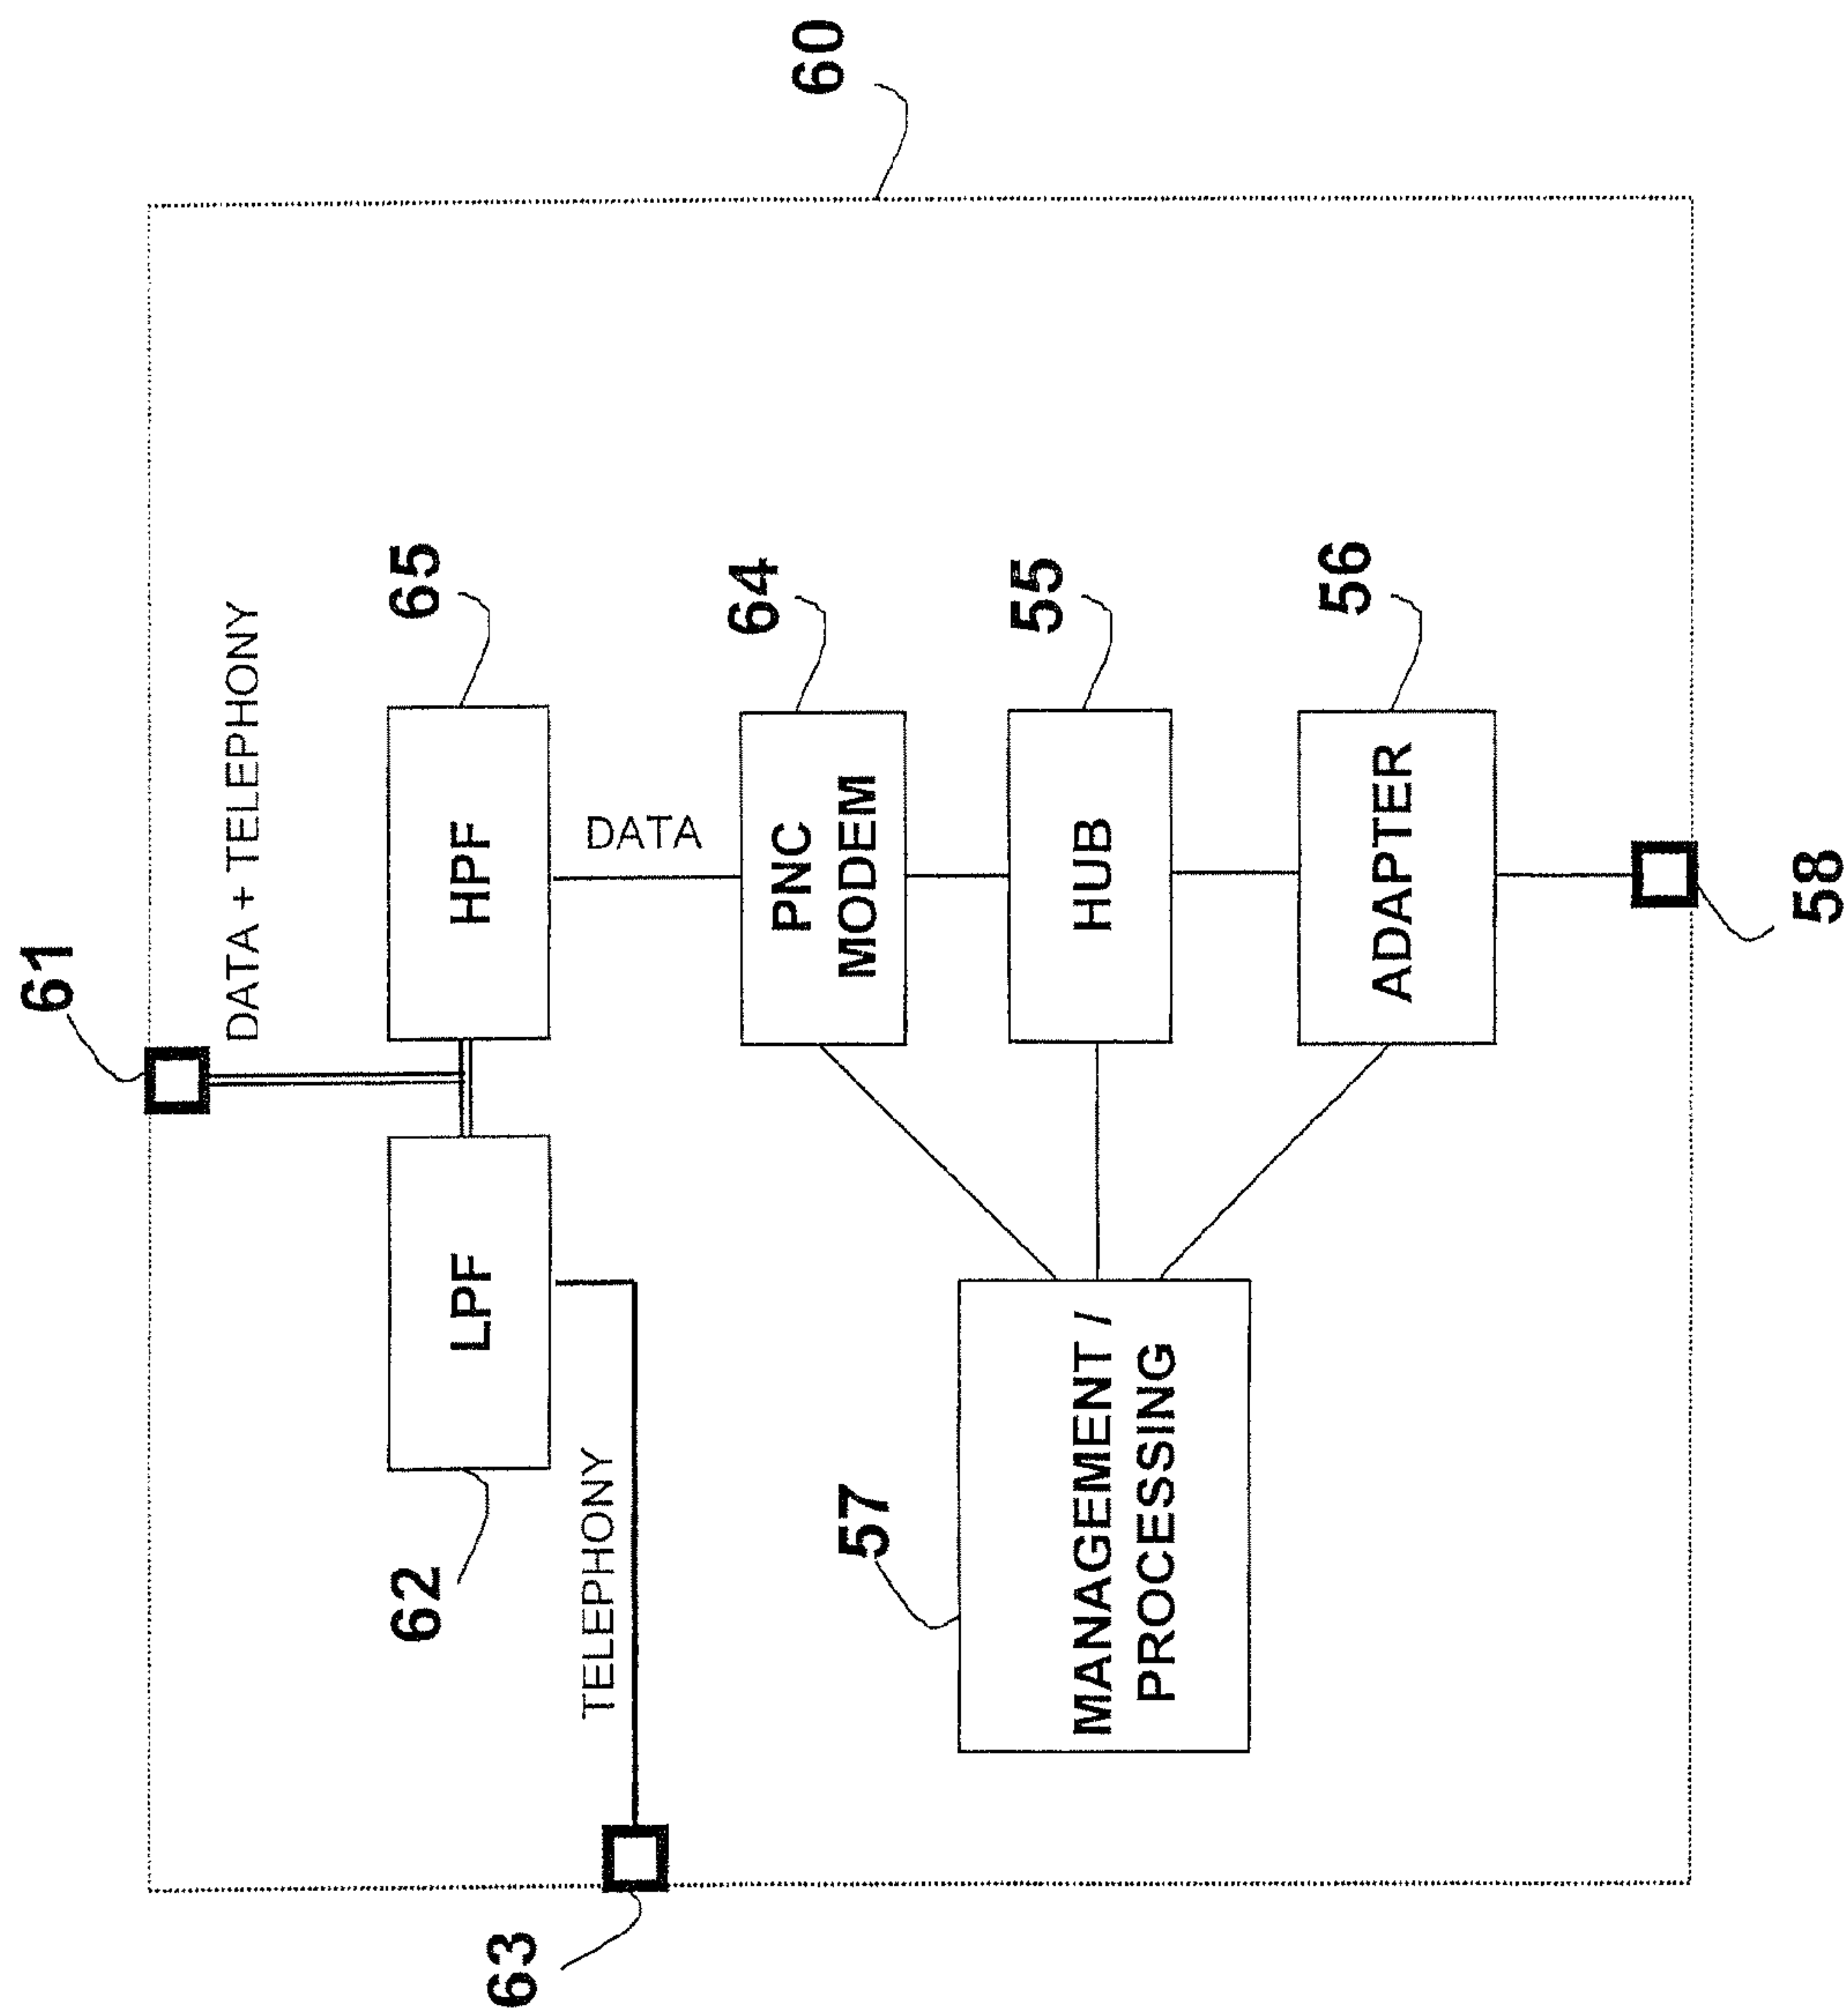 60
61
DATA + TELEPHONY
65
HPF
LPF
62
DATA
TELEPHONY
63
64
PNC
MODEM
55
HUB
57
MANAGEMENT /
PROCESSING
56
ADAPTER
58